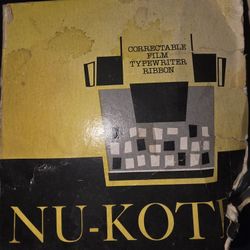 CORRECTABLE
FILM
TYPEWRITER
RIBBON
NU-KOTE